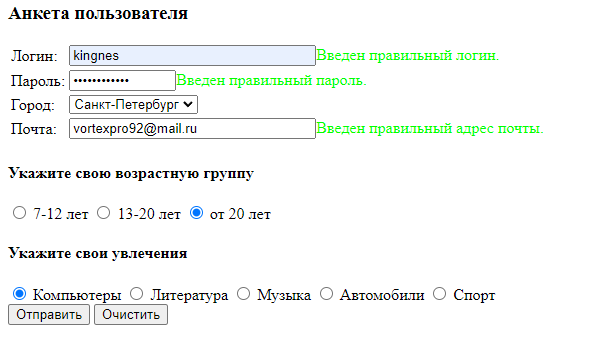 Анкета пользователя
Логин: kingnes Введен правильный логин.
Пароль: •••••••••••• Введен правильный пароль.
Город: Санкт-Петербург
Почта: vortexpro92@mail.ru Введен правильный адрес почты.
Укажите свою возрастную группу
7-12 лет 13-20 лет от 20 лет
Укажите свои увлечения
Компьютеры Литература Музыка Автомобили Спорт
Отправить Очистить